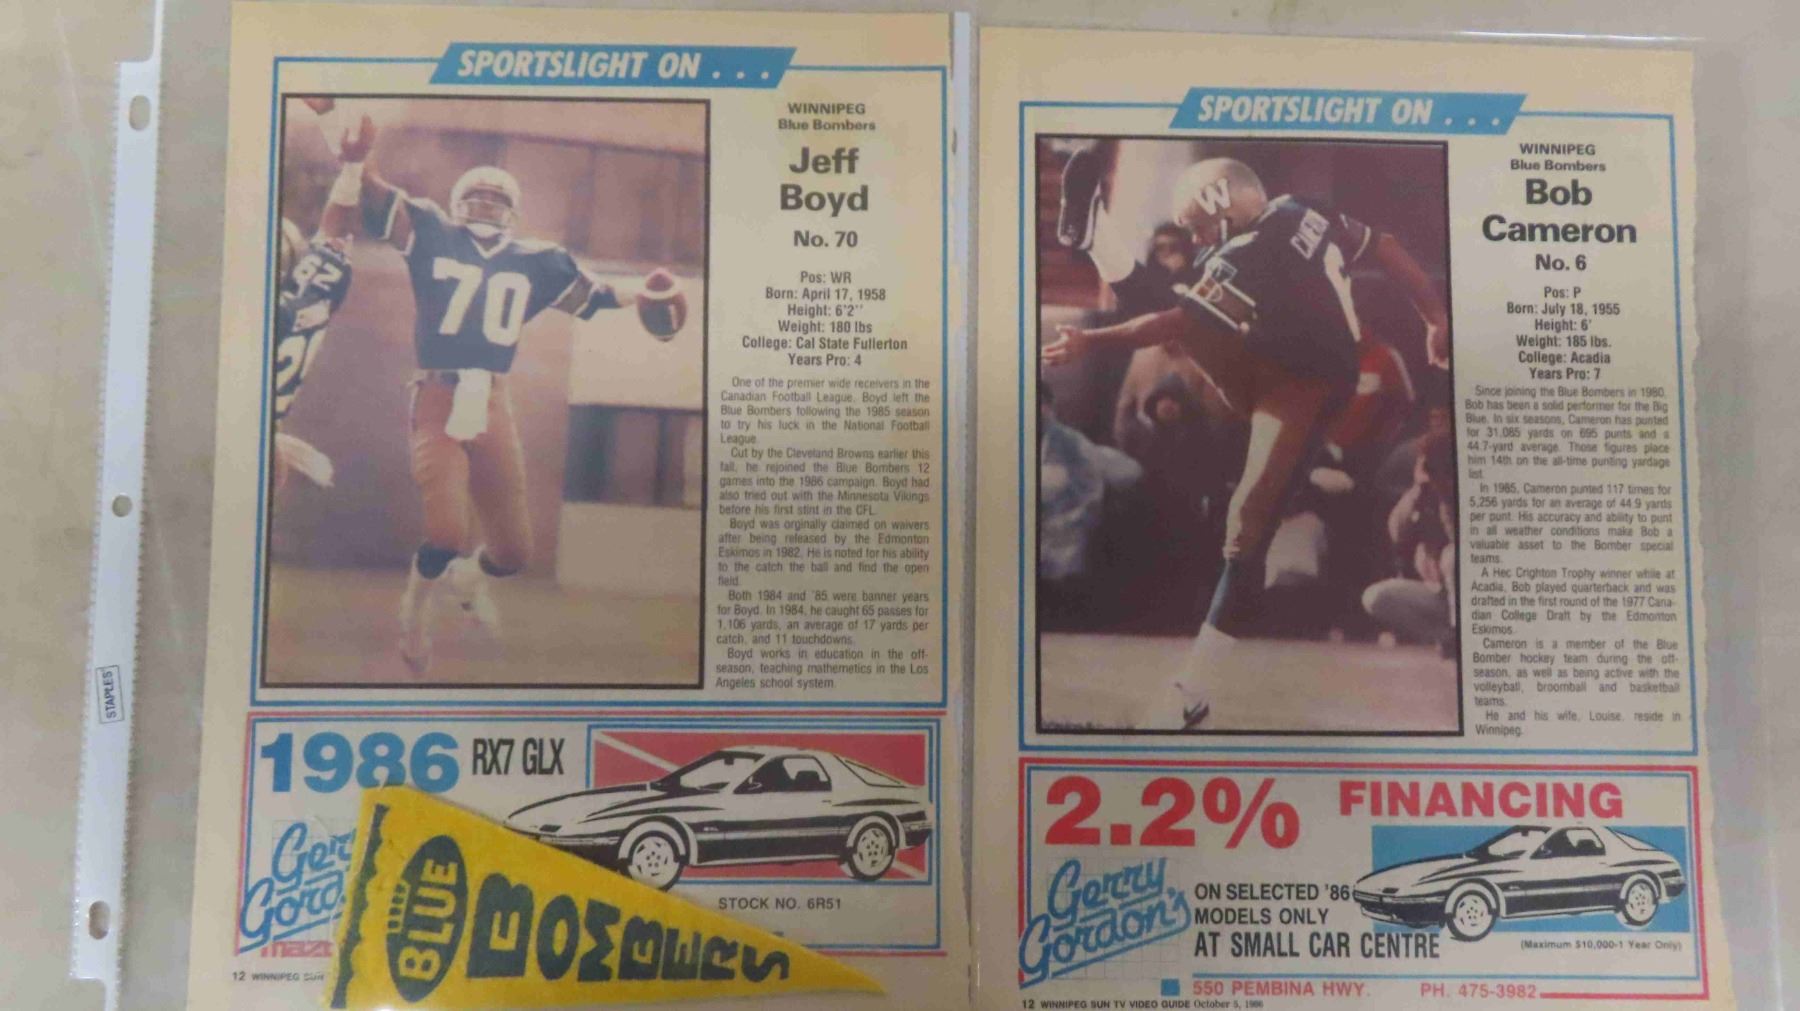 SPORTSLIGHT ON . . .
WINNIPEG
Blue Bombers
Jeff
Boyd
No. 70
Pos: WR
Born: April 17, 1958
Height: 6'2''
Weight: 180 lbs
College: Cal State Fullerton
Years Pro: 4
One of the premier wide receivers in the
Canadian Football League, Boyd left the
Blue Bombers following the 1985 season
to try his luck in the National Football
League.
Cut by the Cleveland Browns earlier this
fall, he rejoined the Blue Bombers 12
games into the 1986 campaign. Boyd had
also tried out with the Minnesota Vikings
before his first stint in the CFL.
Boyd was orginally claimed on waivers
after being released by the Edmonton
Eskimos in 1982. He is noted for his ability
to the catch the ball and find the open
field.
Both 1984 and '85 were banner years
for Boyd. In 1984, he caught 65 passes for
1,106 yards, an average of 17 yards per
catch, and 11 touchdowns.
Boyd works in education in the off-
season, teaching mathemetics in the Los
Angeles school system.
70
62
1986 RX7 GLX
Gordo
STOCK NO. 6R51
BLUE
BOMBERS
12 WINNIPEG SUN
STAPLES
SPORTSLIGHT ON . . .
WINNIPEG
Blue Bombers
Bob
Cameron
No. 6
Pos: P
Born: July 18, 1955
Height: 6'
Weight: 185 lbs.
College: Acadia
Years Pro: 7
Since joining the Blue Bombers in 1980,
Bob has been a solid performer for the Big
Blue. In six seasons, Cameron has punted
for 31,085 yards on 695 punts and a
44.7-yard average. Those figures place
him 14th on the all-time punting yardage
list.
In 1985, Cameron punted 117 times for
5,256 yards for an average of 44.9 yards
per punt. His accuracy and ability to punt
in all weather conditions make Bob a
valuable asset to the Bomber special
teams.
A Hec Crighton Trophy winner while at
Acadia, Bob played quarterback and was
drafted in the first round of the 1977 Cana-
dian College Draft by the Edmonton
Eskimos.
Cameron is a member of the Blue
Bomber hockey team during the off-
season, as well as being active with the
volleyball, broomball and basketball
teams.
He and his wife, Louise, reside in
Winnipeg.
W
CAMERON
2.2% FINANCING
Gerry
Gordon's
ON SELECTED '86
MODELS ONLY
AT SMALL CAR CENTRE
(Maximum $10,000-1 Year Only)
550 PEMBINA HWY. PH. 475-3982
12 WINNIPEG SUN TV VIDEO GUIDE October 5, 1986